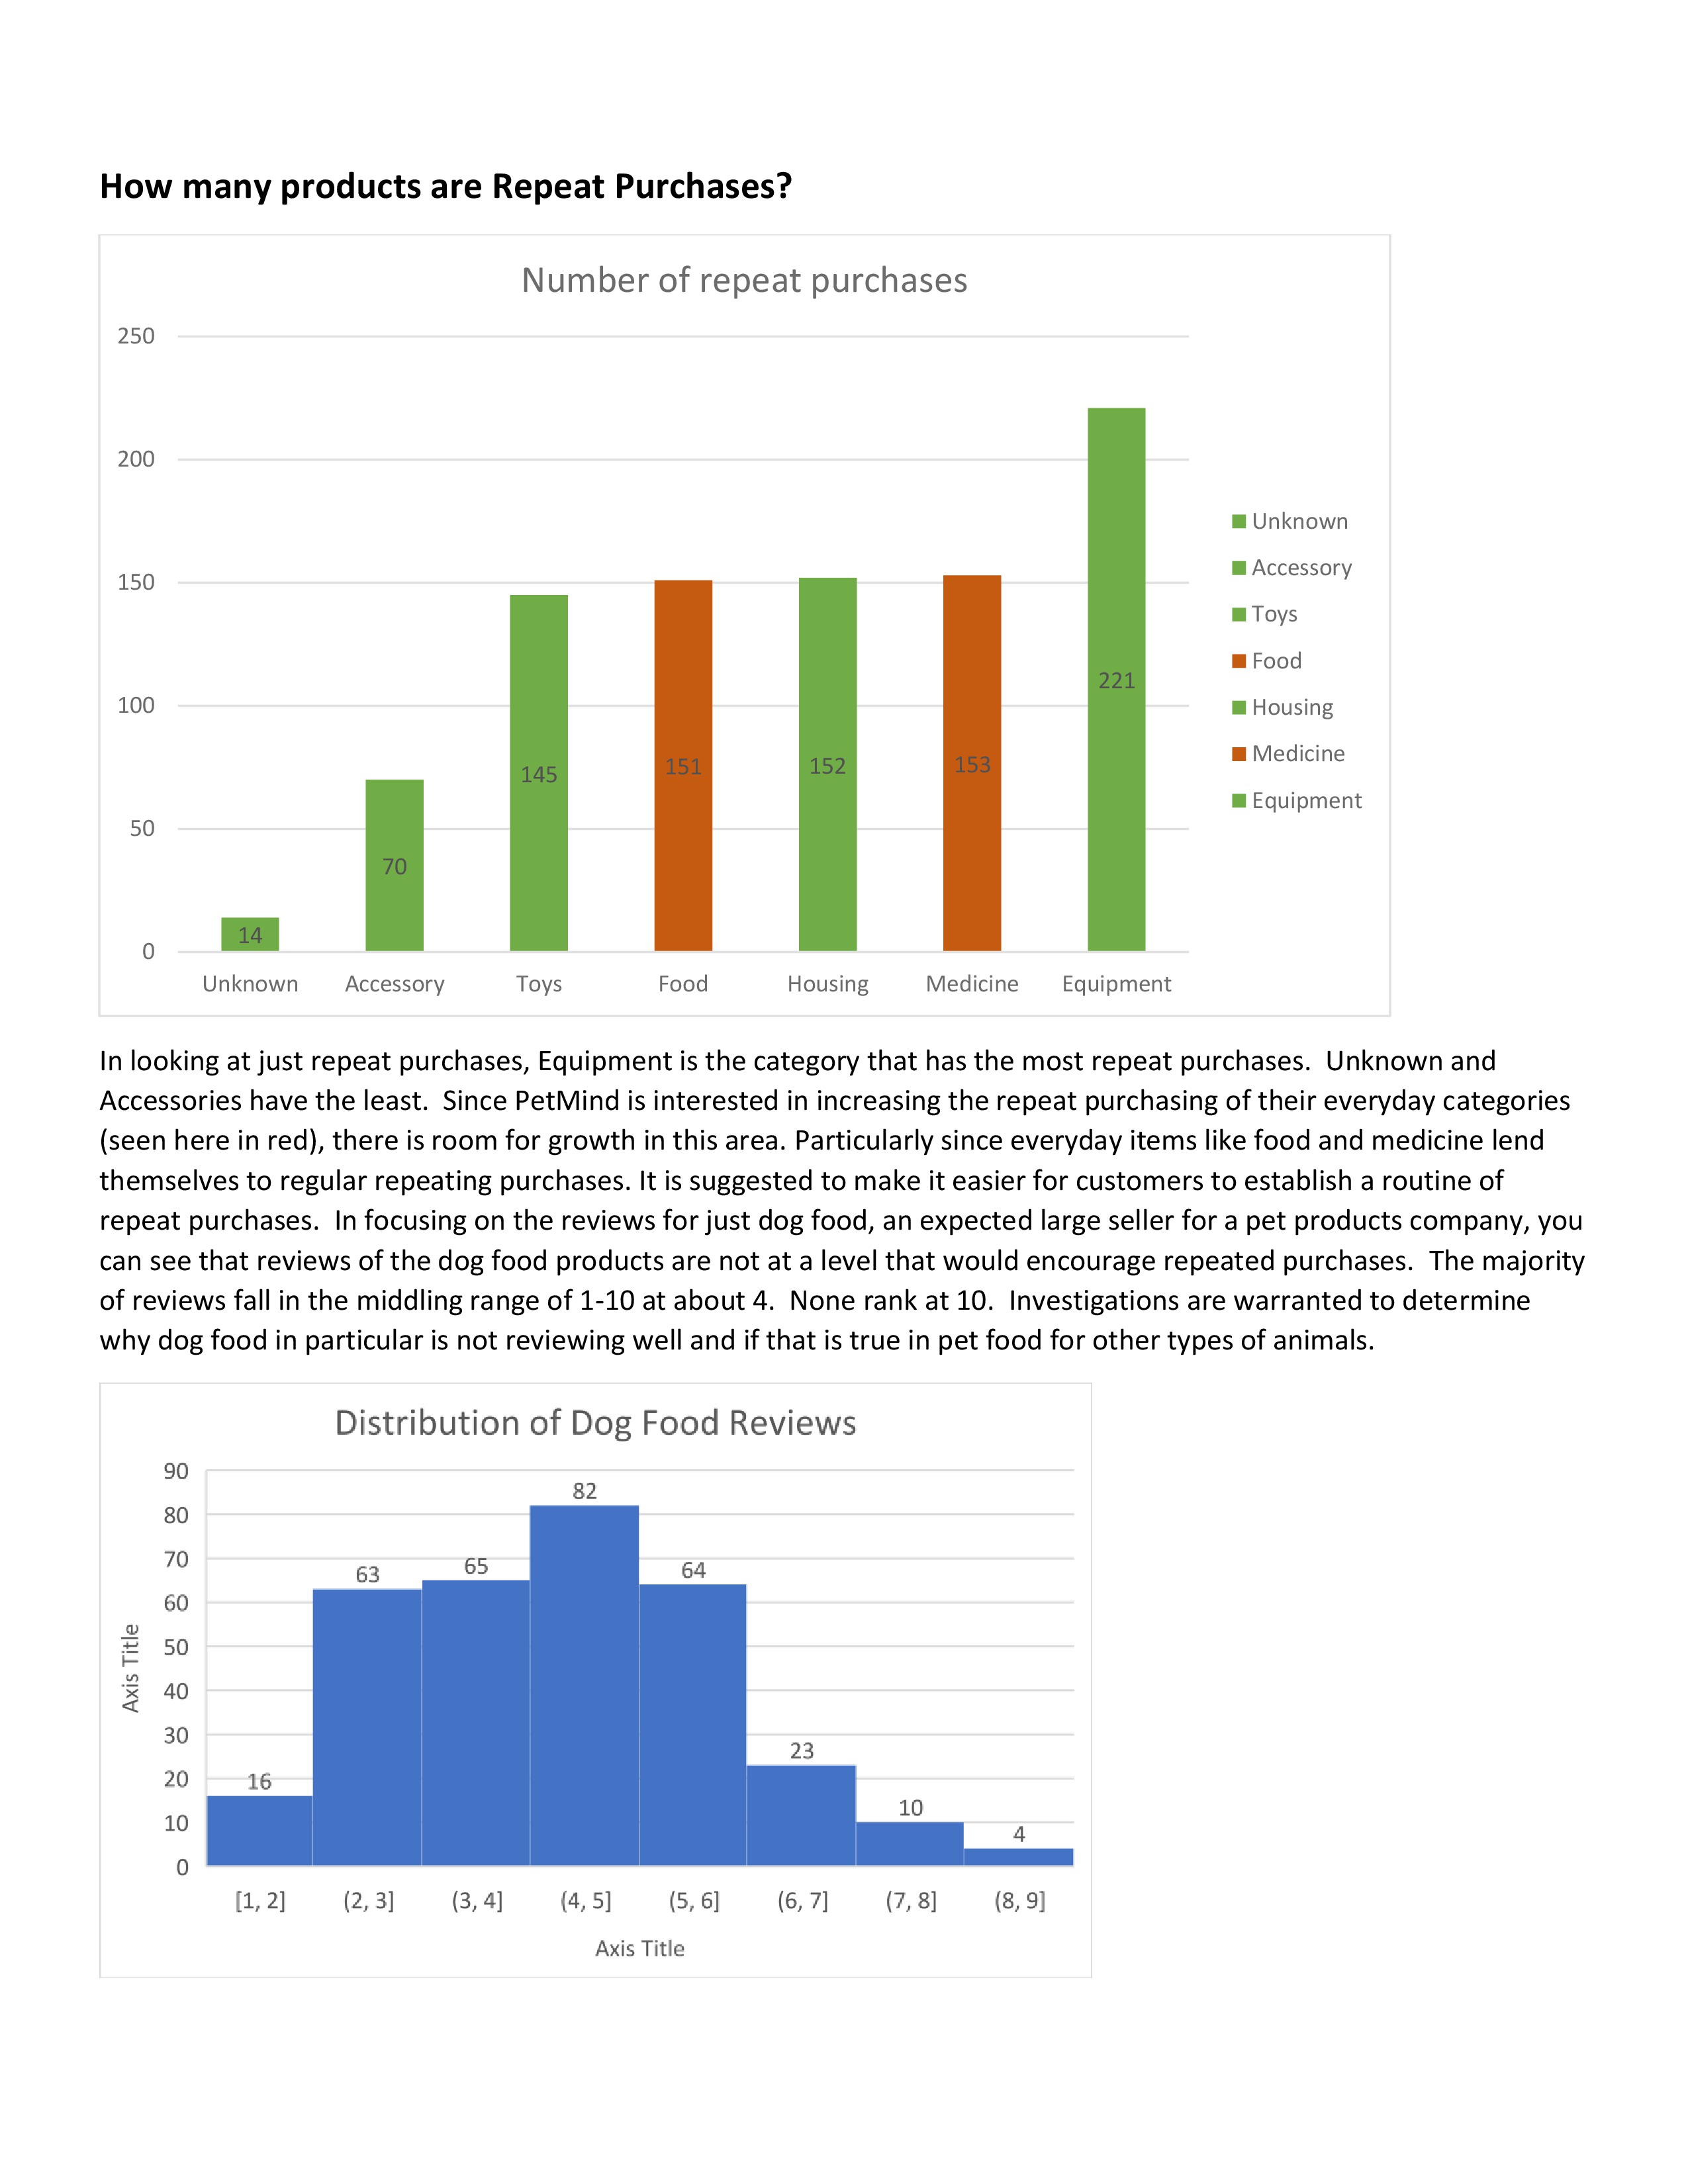 How many products are Repeat Purchases?
Number of repeat purchases
250
200
150
100
50
0
14
70
145
151
152
153
221
Unknown
Accessory
Toys
Food
Housing
Medicine
Equipment
Unknown
Accessory
Toys
Food
Housing
Medicine
Equipment
In looking at just repeat purchases, Equipment is the category that has the most repeat purchases.  Unknown and
Accessories have the least.  Since PetMind is interested in increasing the repeat purchasing of their everyday categories
(seen here in red), there is room for growth in this area. Particularly since everyday items like food and medicine lend
themselves to regular repeating purchases. It is suggested to make it easier for customers to establish a routine of
repeat purchases.  In focusing on the reviews for just dog food, an expected large seller for a pet products company, you
can see that reviews of the dog food products are not at a level that would encourage repeated purchases.  The majority
of reviews fall in the middling range of 1-10 at about 4.  None rank at 10.  Investigations are warranted to determine
why dog food in particular is not reviewing well and if that is true in pet food for other types of animals.
Distribution of Dog Food Reviews
Axis Title
90
80
70
60
50
40
30
20
10
0
16
63
65
82
64
23
10
4
[1, 2]
(2, 3]
(3, 4]
(4, 5]
(5, 6]
(6, 7]
(7, 8]
(8, 9]
Axis Title